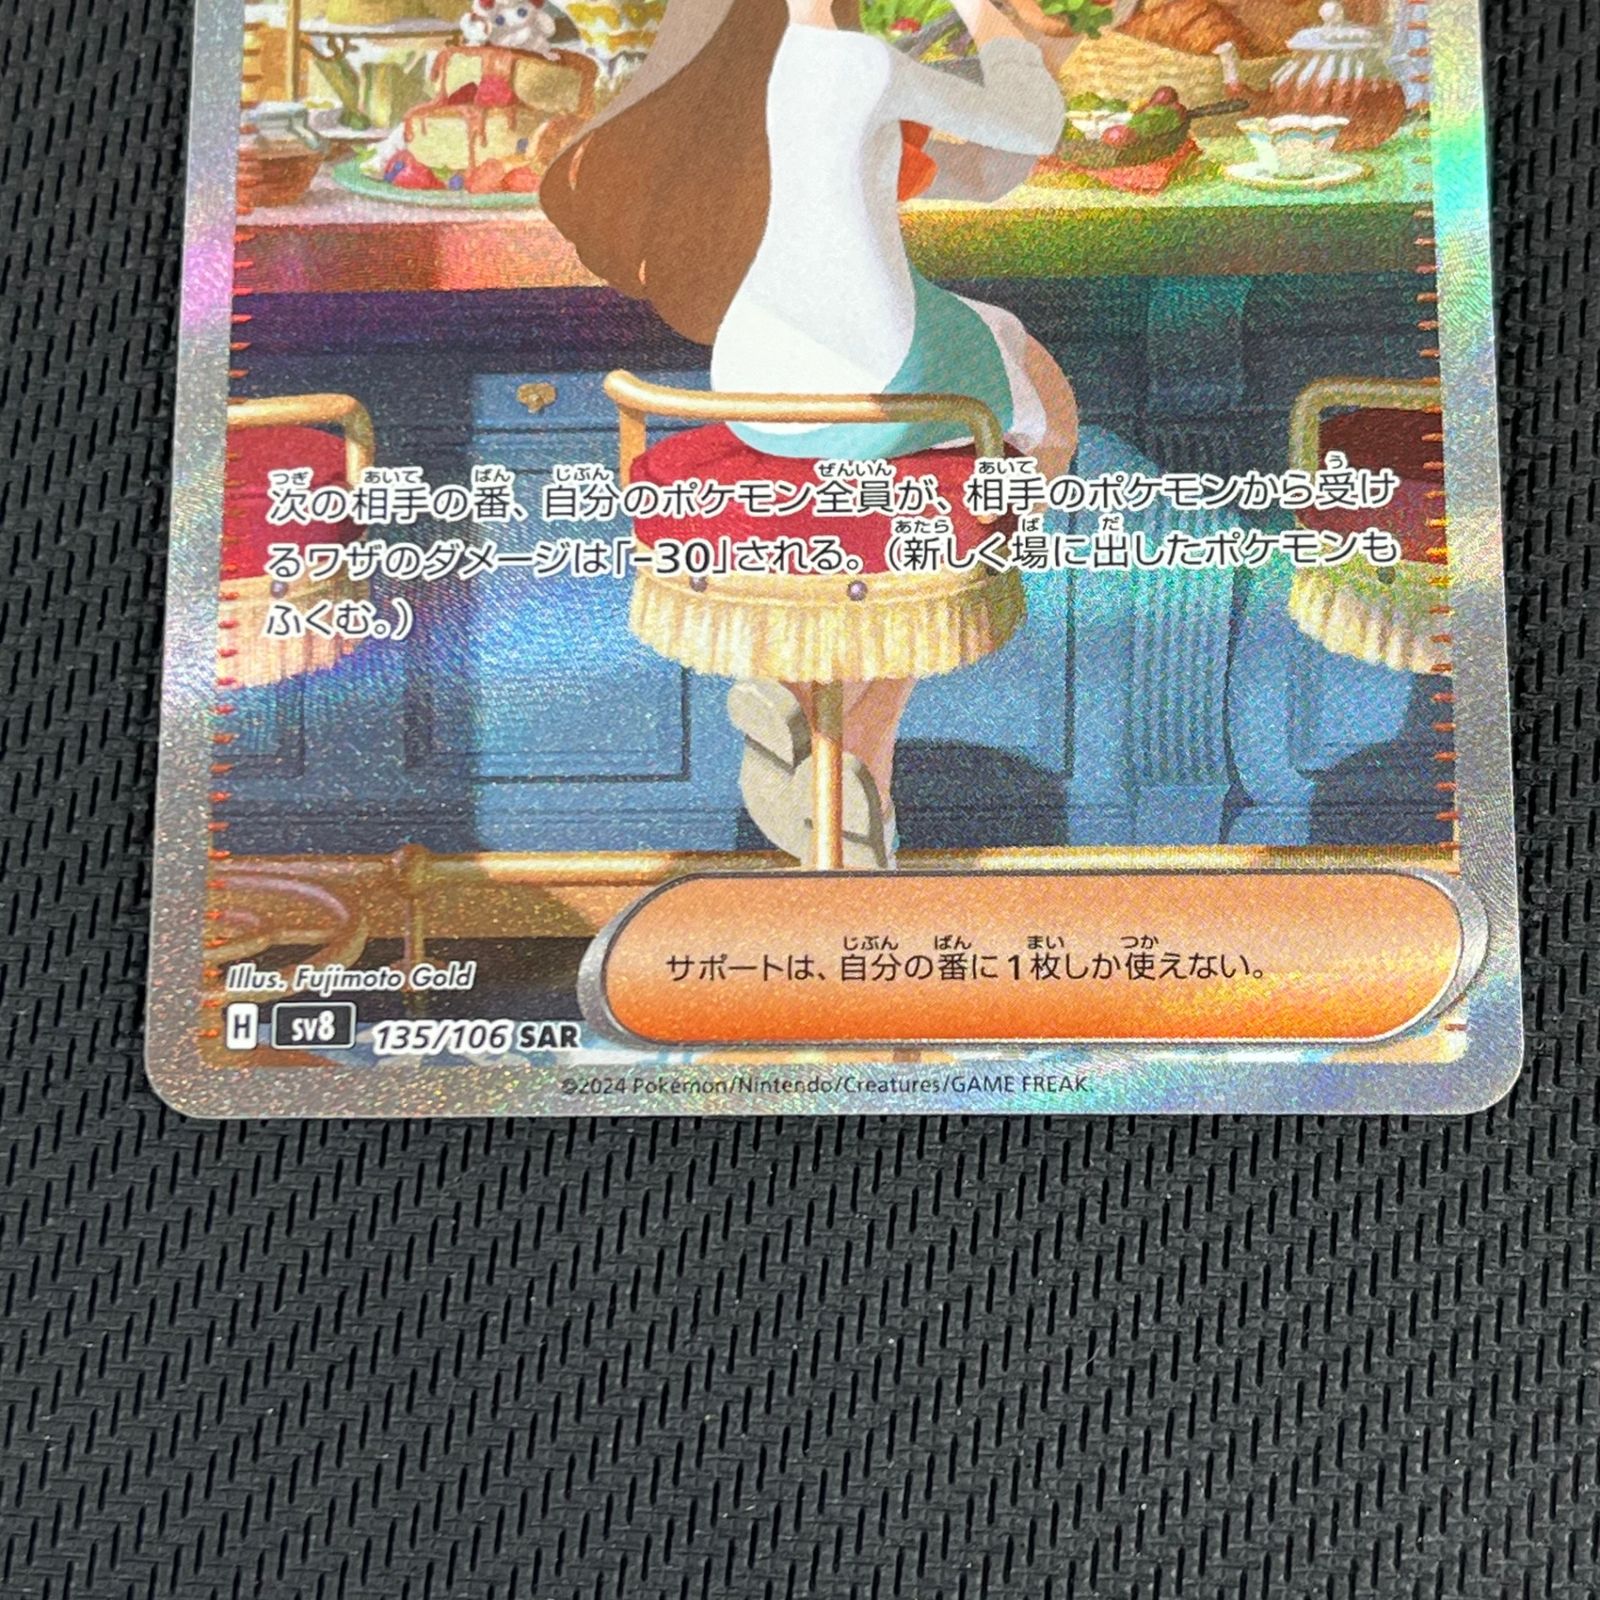 次の相手の番、自分のポケモン全員が、相手のポケモンから受け
るワザのダメージは「-30」される。（新しく場に出したポケモンも
ふくむ。）
サポートは、自分の番に1枚しか使えない。
Illus. Fujimoto Gold
H SV8 135/106 SAR
©2024 Pokémon/Nintendo/Creatures/GAME FREAK.